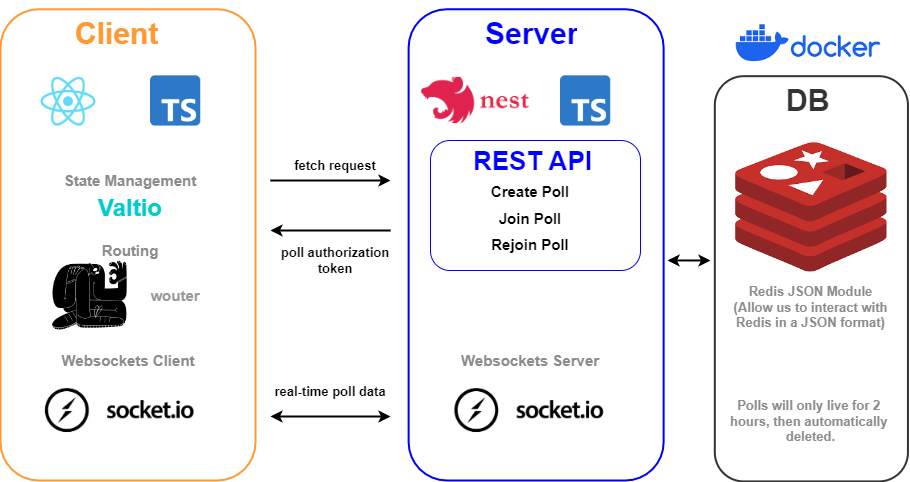 Client
TS
State Management
Valtio
Routing
wouter
Websockets Client
socket.io
fetch request
poll authorization
token
real-time poll data
Server
nest
TS
REST API
Create Poll
Join Poll
Rejoin Poll
Websockets Server
socket.io
docker
DB
Redis JSON Module
(Allow us to interact with
Redis in a JSON format)
Polls will only live for 2
hours, then automatically
deleted.